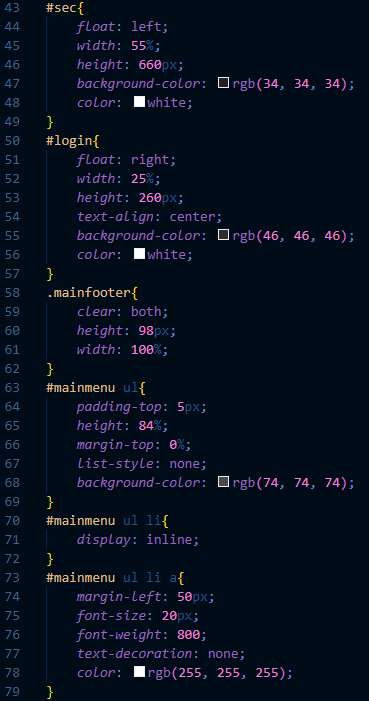 43 #sec{
44 float: left;
45 width: 55%;
46 height: 660px;
47 background-color: rgb(34, 34, 34);
48 color: white;
49 }
50 #login{
51 float: right;
52 width: 25%;
53 height: 260px;
54 text-align: center;
55 background-color: rgb(46, 46, 46);
56 color: white;
57 }
58 .mainfooter{
59 clear: both;
60 height: 98px;
61 width: 100%;
62 }
63 #mainmenu ul{
64 padding-top: 5px;
65 height: 84%;
66 margin-top: 0%;
67 list-style: none;
68 background-color: rgb(74, 74, 74);
69 }
70 #mainmenu ul li{
71 display: inline;
72 }
73 #mainmenu ul li a{
74 margin-left: 50px;
75 font-size: 20px;
76 font-weight: 800;
77 text-decoration: none;
78 color: rgb(255, 255, 255);
79 }